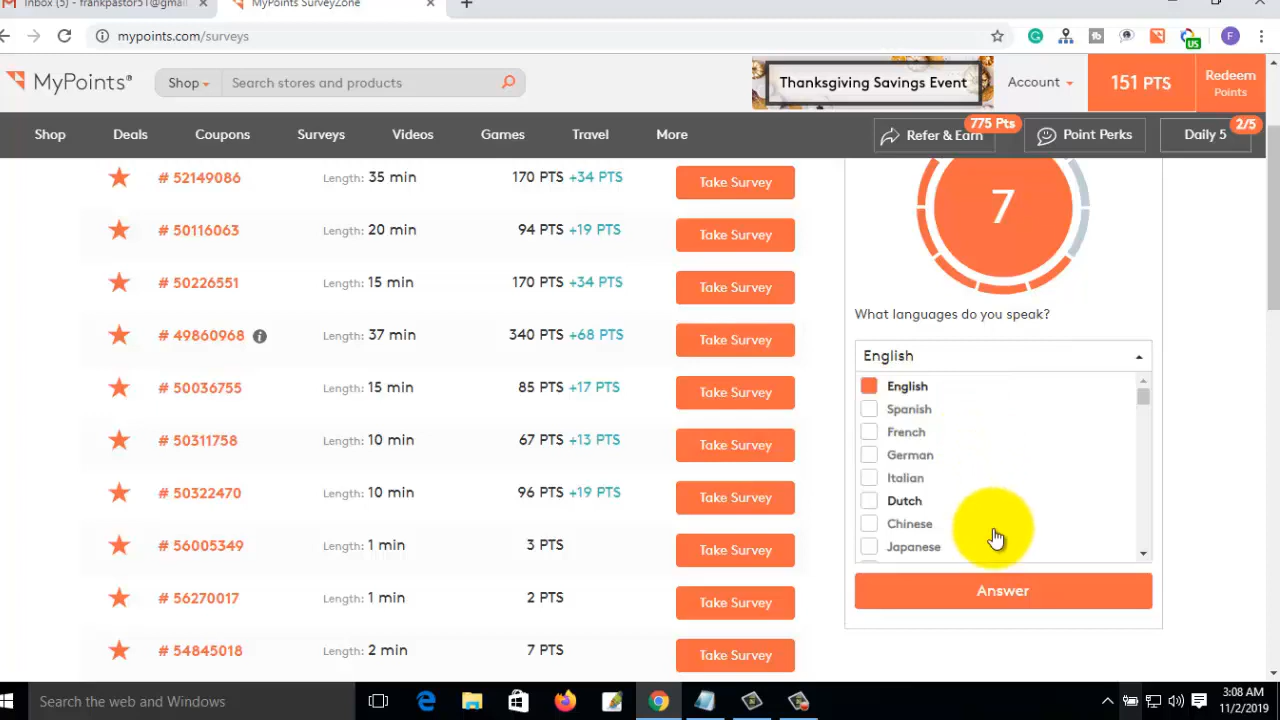 Inbox (5) - frankpastor51@gmail
MyPoints SurveyZone
mypoints.com/surveys
US
F
MyPoints®
Shop
Search stores and products
Thanksgiving Savings Event
Account
151 PTS
Redeem
Points
Shop
Deals
Coupons
Surveys
Videos
Games
Travel
More
Refer & Earn
775 Pts
Point Perks
Daily 5
2/5
# 52149086 Length: 35 min 170 PTS +34 PTS Take Survey
# 50116063 Length: 20 min 94 PTS +19 PTS Take Survey
# 50226551 Length: 15 min 170 PTS +34 PTS Take Survey
# 49860968 Length: 37 min 340 PTS +68 PTS Take Survey
# 50036755 Length: 15 min 85 PTS +17 PTS Take Survey
# 50311758 Length: 10 min 67 PTS +13 PTS Take Survey
# 50322470 Length: 10 min 96 PTS +19 PTS Take Survey
# 56005349 Length: 1 min 3 PTS Take Survey
# 56270017 Length: 1 min 2 PTS Take Survey
# 54845018 Length: 2 min 7 PTS Take Survey
7
What languages do you speak?
English
English
Spanish
French
German
Italian
Dutch
Chinese
Japanese
Answer
Search the web and Windows
3:08 AM
11/2/2019